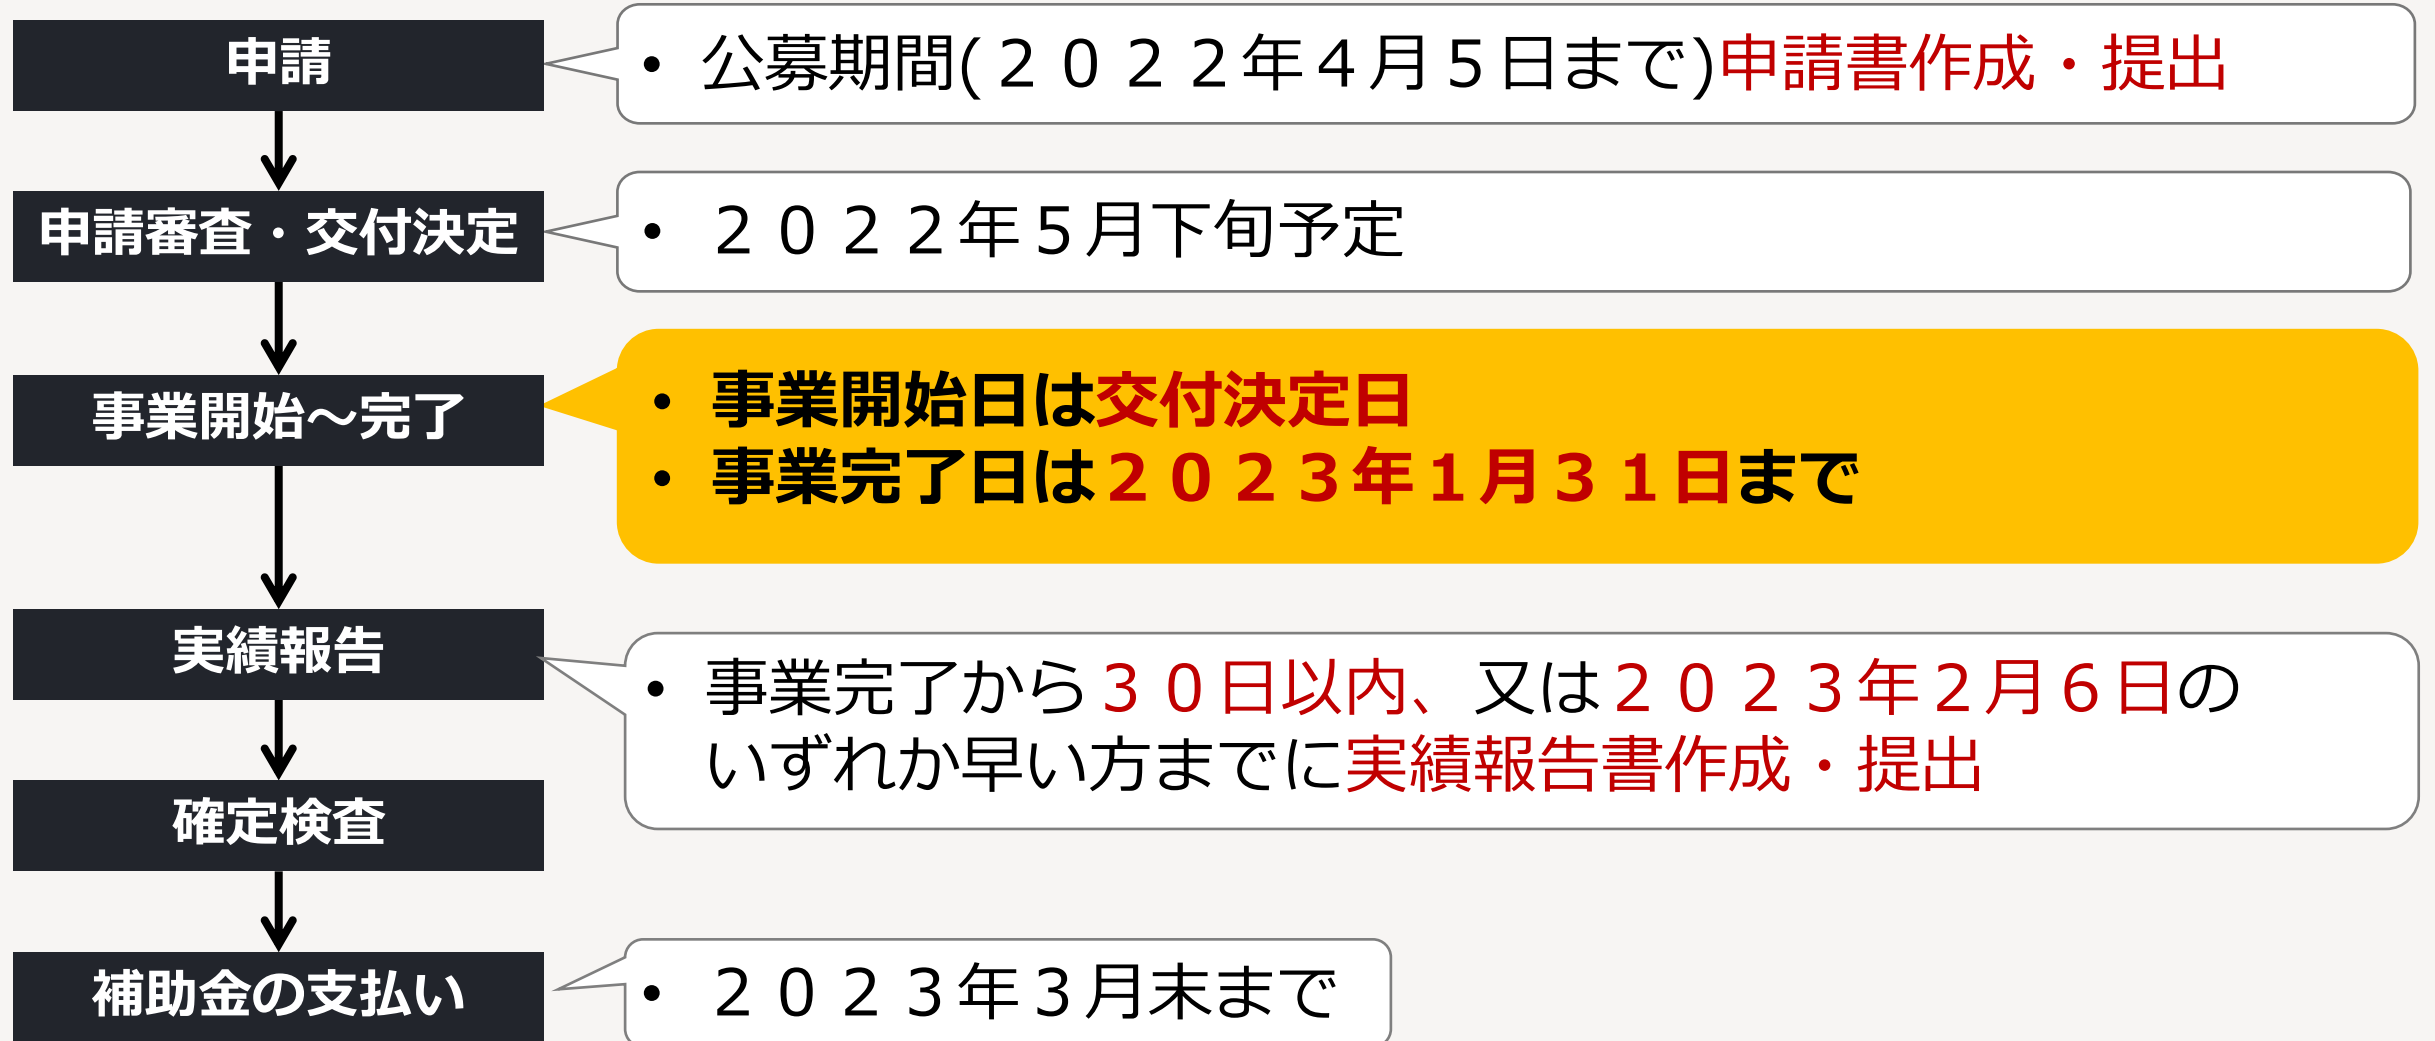 申請
• 公募期間(２０２２年４月５日まで)申請書作成・提出
申請審査・交付決定
• ２０２２年５月下旬予定
事業開始～完了
• 事業開始日は交付決定日
• 事業完了日は２０２３年１月３１日まで
実績報告
• 事業完了から３０日以内、又は２０２３年２月６日の
いずれか早い方までに実績報告書作成・提出
確定検査
補助金の支払い
• ２０２３年３月末まで